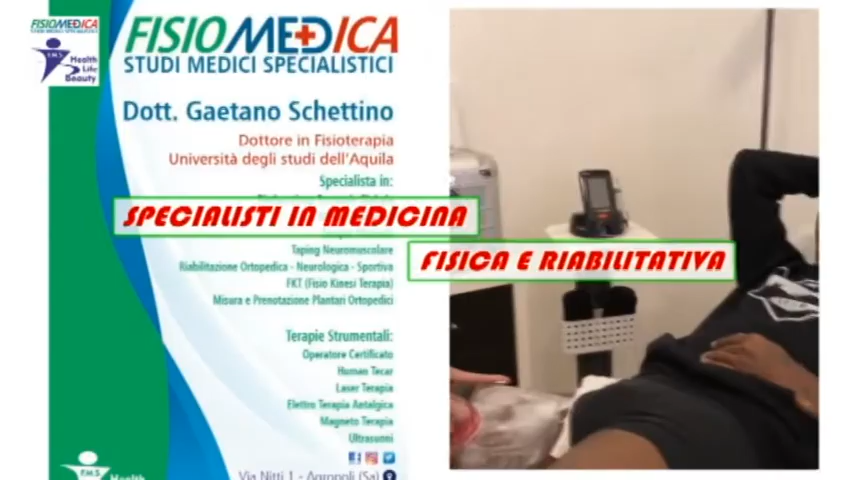 FISIOMEDICA
F.M.S
Health
Life
Beauty
FISIOMEDICA
STUDI MEDICI SPECIALISTICI
Dott. Gaetano Schettino
Dottore in Fisioterapia
Università degli studi dell'Aquila
Specialista in:
SPECIALISTI IN MEDICINA
FISICA E RIABILITATIVA
Taping Neuromuscolare
Riabilitazione Ortopedica - Neurologica - Sportiva
FKT (Fisio Kinesi Terapia)
Misura e Prenotazione Plantari Ortopedici
Terapie Strumentali:
Operatore Certificato
Human Tecar
Laser Terapia
Elettro Terapia Antalgica
Magneto Terapia
Ultrasuoni
F.M.S
Health
Via Nitti 1 - Agropoli (Sa)